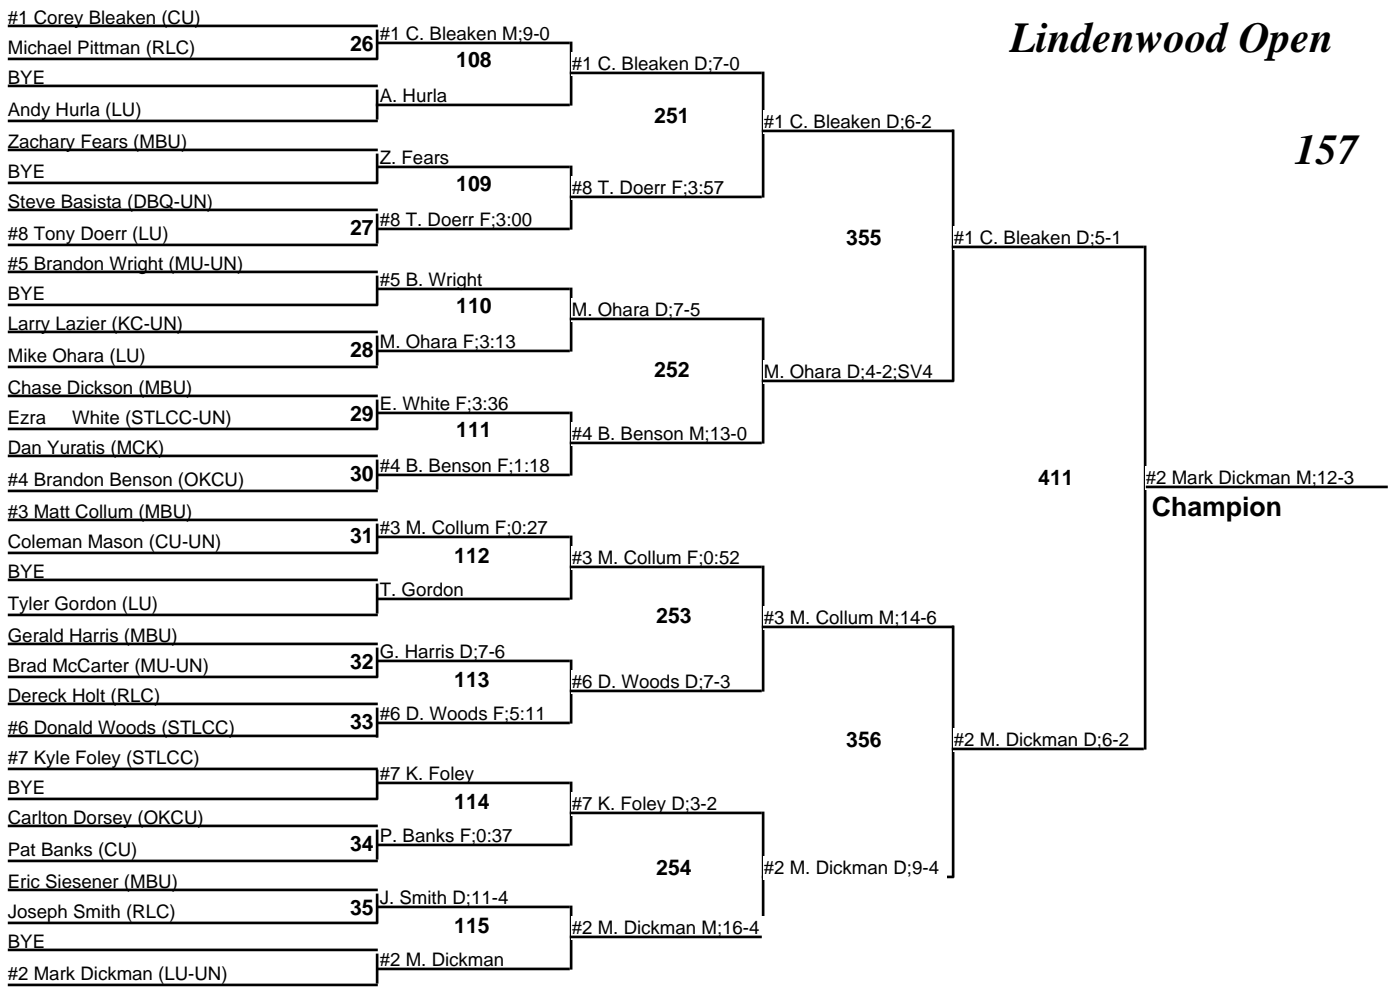 Lindenwood Open
157
#1 Corey Bleaken (CU)
Michael Pittman (RLC)
BYE
Andy Hurla (LU)
Zachary Fears (MBU)
BYE
Steve Basista (DBQ-UN)
#8 Tony Doerr (LU)
#5 Brandon Wright (MU-UN)
BYE
Larry Lazier (KC-UN)
Mike Ohara (LU)
Chase Dickson (MBU)
Ezra White (STLCC-UN)
Dan Yuratis (MCK)
#4 Brandon Benson (OKCU)
#3 Matt Collum (MBU)
Coleman Mason (CU-UN)
BYE
Tyler Gordon (LU)
Gerald Harris (MBU)
Brad McCarter (MU-UN)
Dereck Holt (RLC)
#6 Donald Woods (STLCC)
#7 Kyle Foley (STLCC)
BYE
Carlton Dorsey (OKCU)
Pat Banks (CU)
Eric Siesener (MBU)
Joseph Smith (RLC)
BYE
#2 Mark Dickman (LU-UN)
26
27
28
29
30
31
32
33
34
35
#1 C. Bleaken M;9-0
108
A. Hurla
Z. Fears
109
#8 T. Doerr F;3:00
#5 B. Wright
110
M. Ohara F;3:13
E. White F;3:36
111
#4 B. Benson F;1:18
#3 M. Collum F;0:27
112
T. Gordon
G. Harris D;7-6
113
#6 D. Woods F;5:11
#7 K. Foley
114
P. Banks F;0:37
J. Smith D;11-4
115
#2 M. Dickman
#1 C. Bleaken D;7-0
251
#8 T. Doerr F;3:57
M. Ohara D;7-5
252
#4 B. Benson M;13-0
#3 M. Collum F;0:52
253
#6 D. Woods D;7-3
#7 K. Foley D;3-2
254
#2 M. Dickman M;16-4
#1 C. Bleaken D;6-2
355
M. Ohara D;4-2;SV4
#3 M. Collum M;14-6
356
#2 M. Dickman D;9-4
#1 C. Bleaken D;5-1
411
#2 M. Dickman D;6-2
#2 Mark Dickman M;12-3
Champion